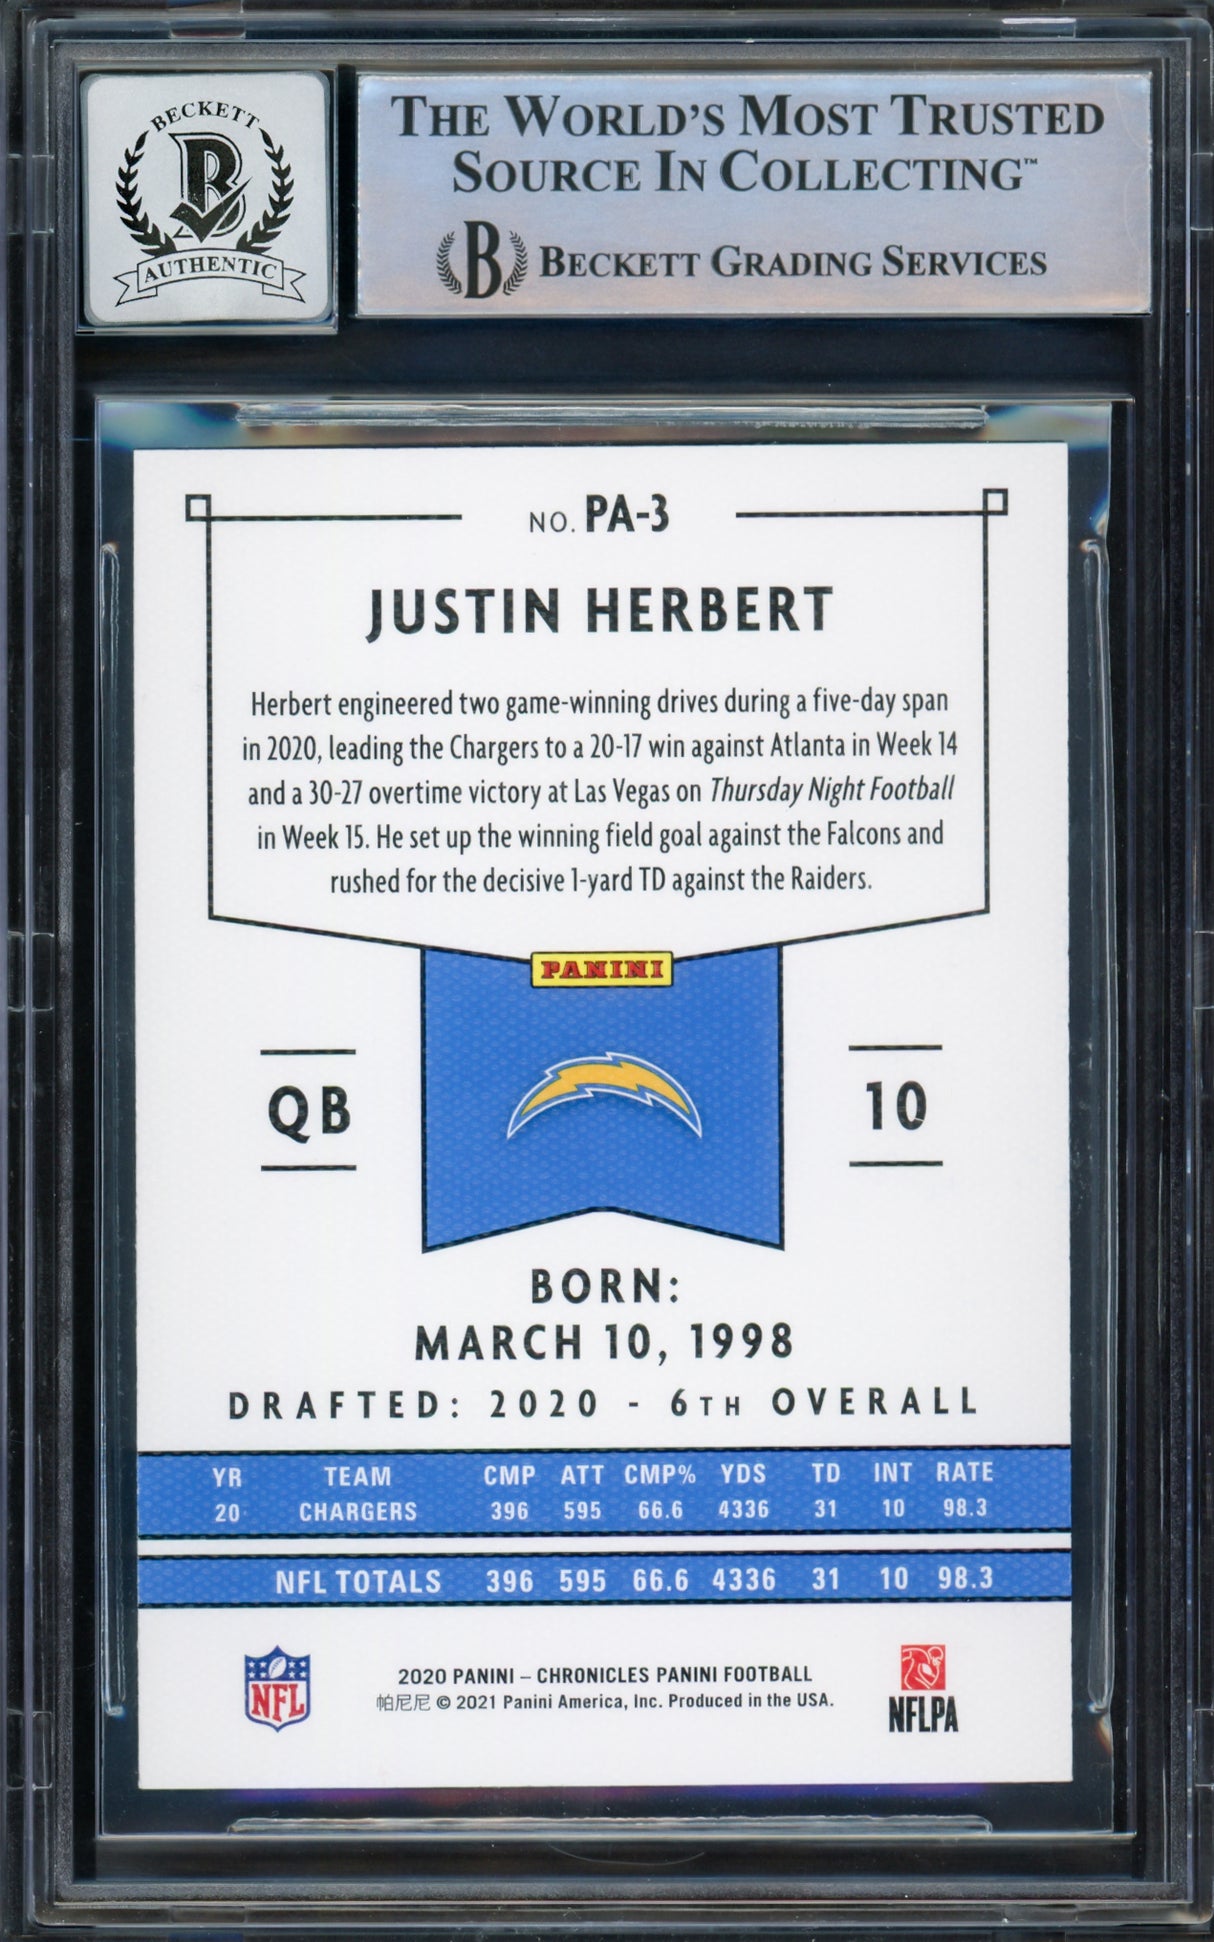 BECKETT
AUTHENTIC
THE WORLD'S MOST TRUSTED
SOURCE IN COLLECTING™
B BECKETT GRADING SERVICES
NO. PA-3
JUSTIN HERBERT
Herbert engineered two game-winning drives during a five-day span
in 2020, leading the Chargers to a 20-17 win against Atlanta in Week 14
and a 30-27 overtime victory at Las Vegas on Thursday Night Football
in Week 15. He set up the winning field goal against the Falcons and
rushed for the decisive 1-yard TD against the Raiders.
PANINI
QB
10
BORN:
MARCH 10, 1998
DRAFTED: 2020 - 6TH OVERALL
YR TEAM CMP ATT CMP% YDS TD INT RATE
20 CHARGERS 396 595 66.6 4336 31 10 98.3
NFL TOTALS 396 595 66.6 4336 31 10 98.3
NFL
2020 PANINI – CHRONICLES PANINI FOOTBALL
帕尼尼 © 2021 Panini America, Inc. Produced in the USA.
NFLPA